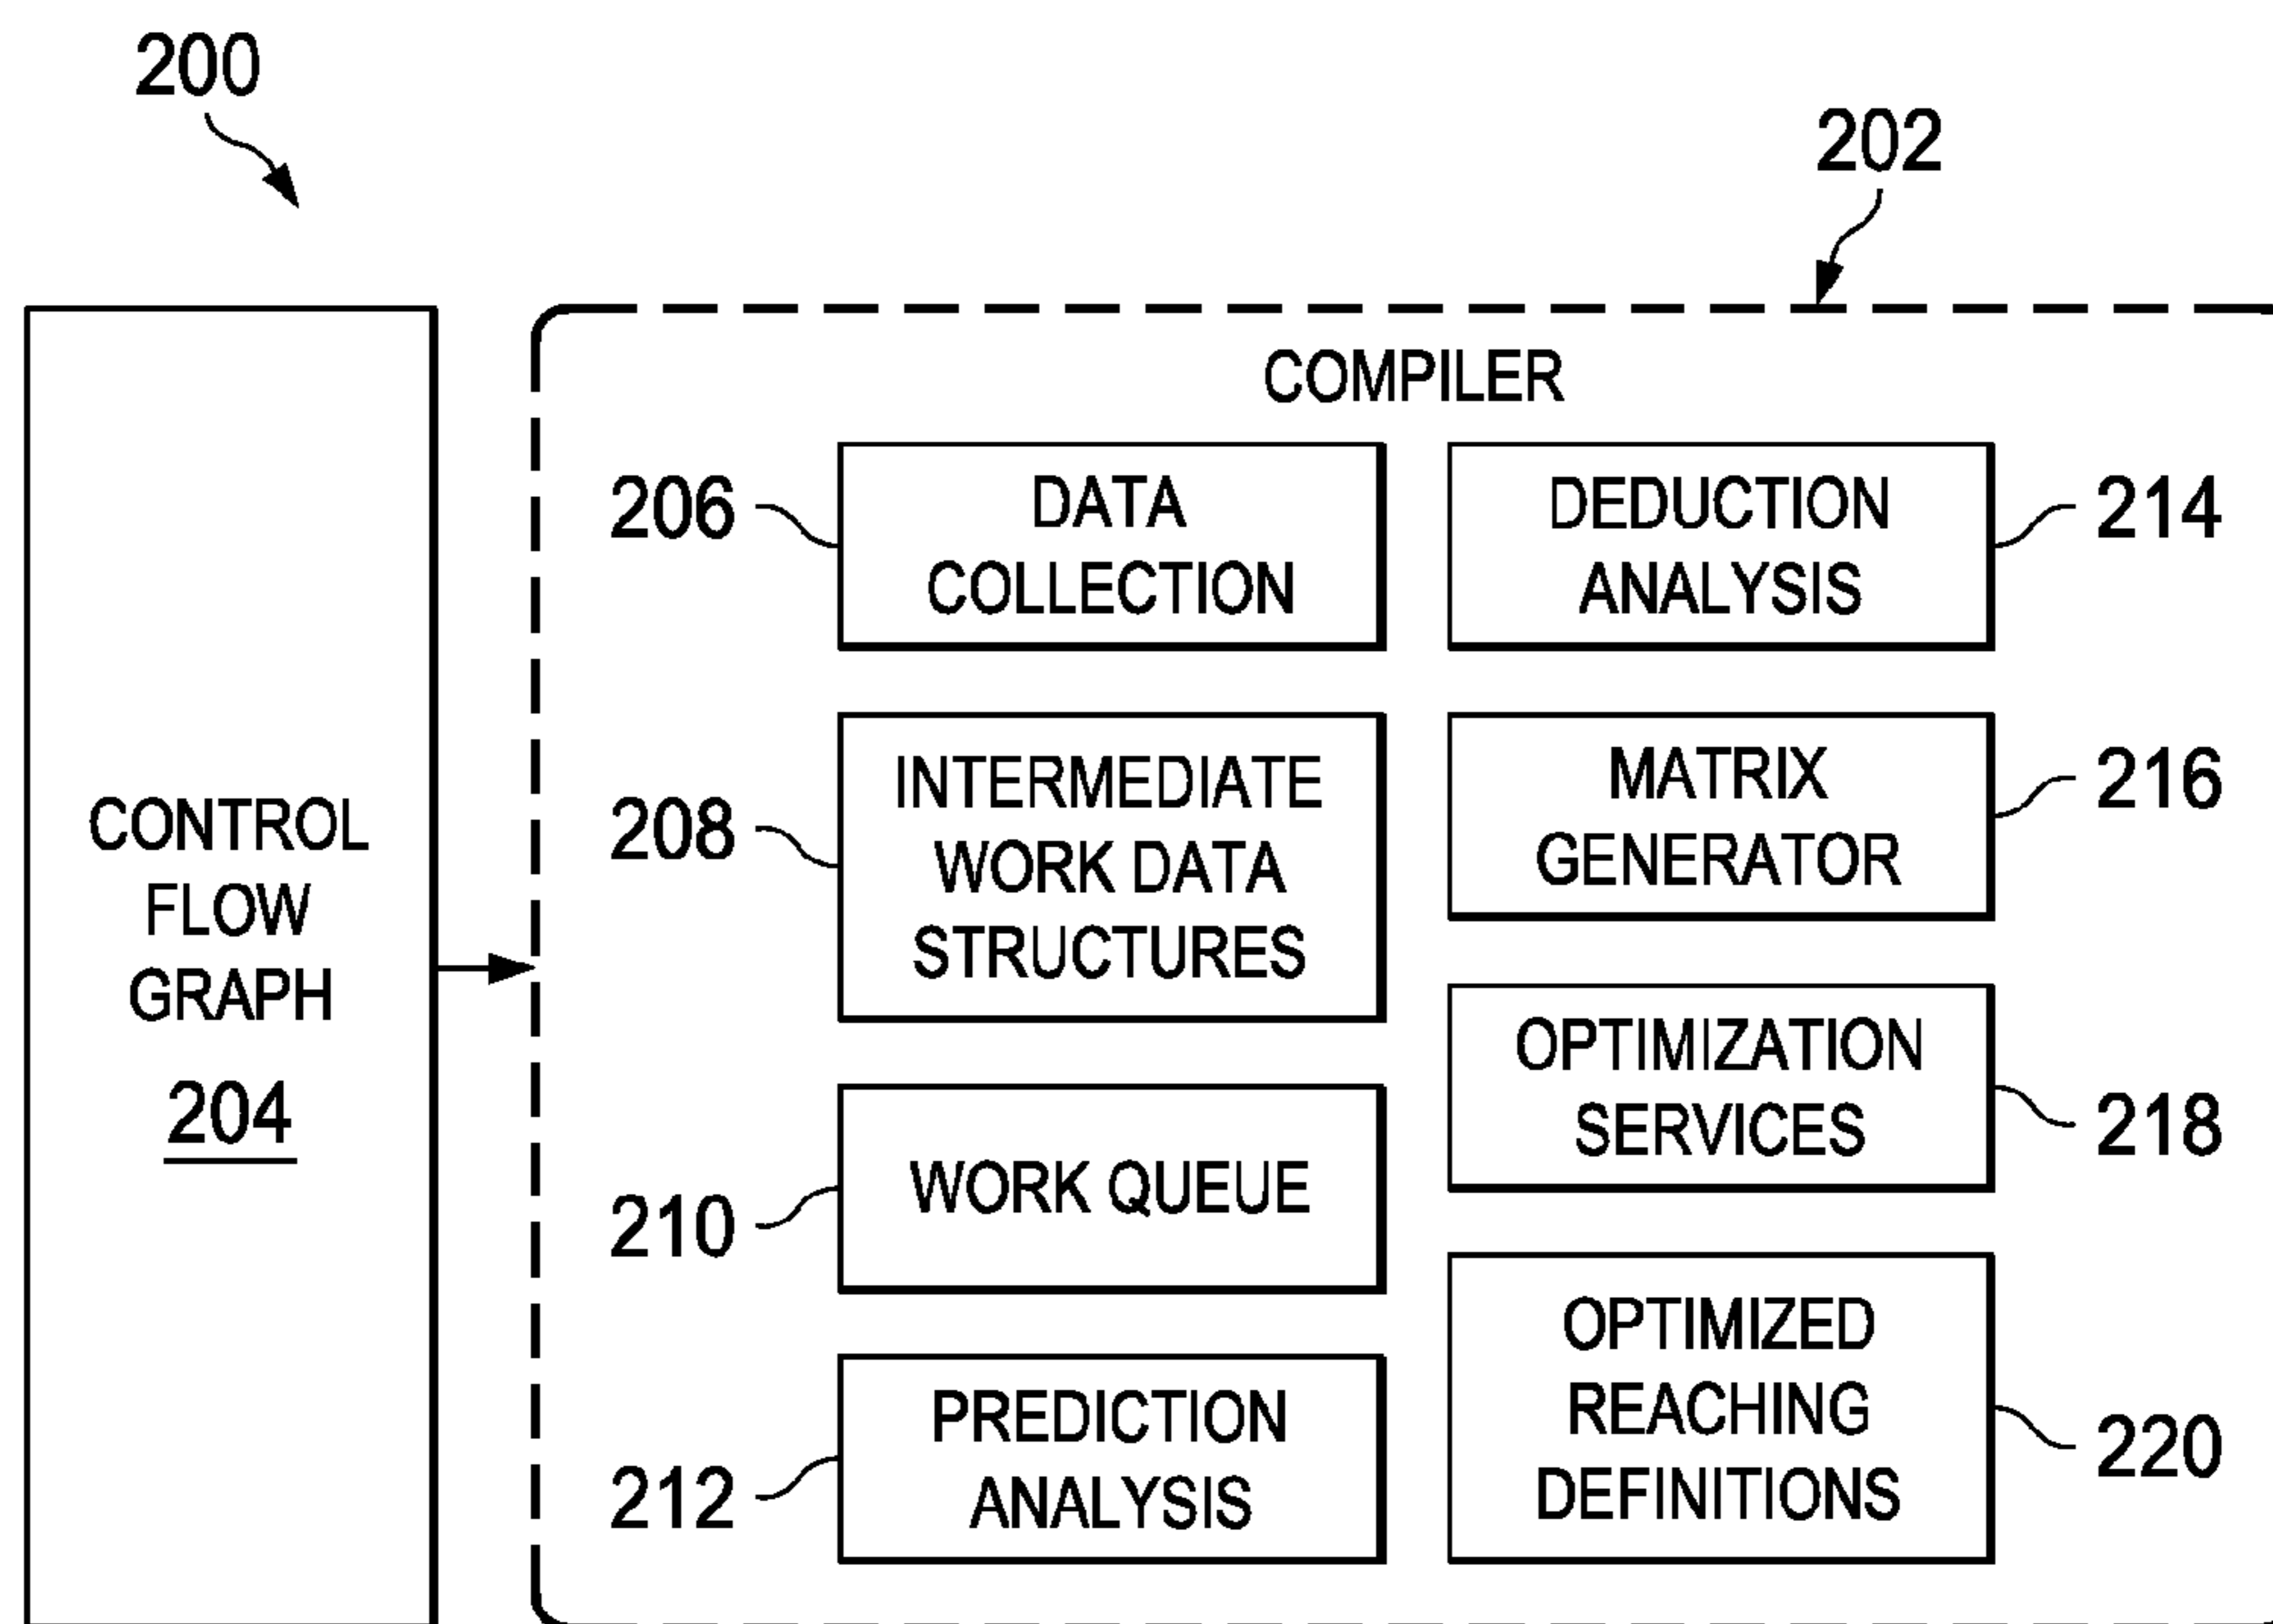 200
202
CONTROL
FLOW
GRAPH
204
COMPILER
206
DATA
COLLECTION
208
INTERMEDIATE
WORK DATA
STRUCTURES
210
WORK QUEUE
212
PREDICTION
ANALYSIS
DEDUCTION
ANALYSIS
214
MATRIX
GENERATOR
216
OPTIMIZATION
SERVICES
218
OPTIMIZED
REACHING
DEFINITIONS
220